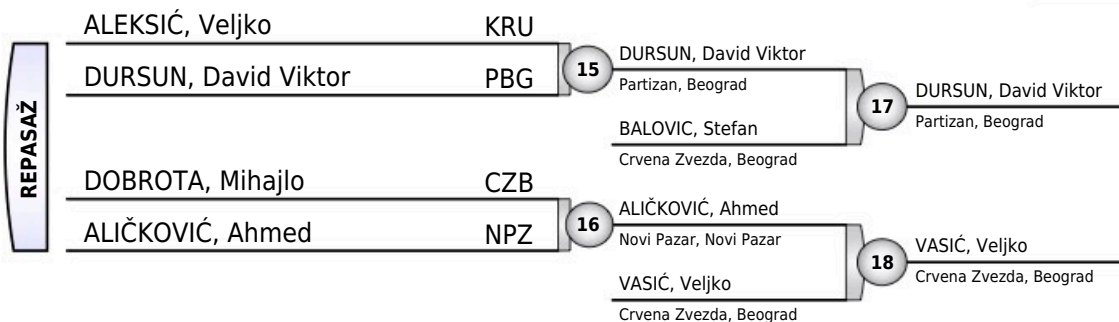 REPASAŽ
ALEKSIĆ, Veljko KRU
DURSUN, David Viktor PBG
15
DURSUN, David Viktor
Partizan, Beograd
BALOVIC, Stefan
Crvena Zvezda, Beograd
17
DURSUN, David Viktor
Partizan, Beograd
DOBROTA, Mihajlo CZB
ALIČKOVIĆ, Ahmed NPZ
16
ALIČKOVIĆ, Ahmed
Novi Pazar, Novi Pazar
VASIĆ, Veljko
Crvena Zvezda, Beograd
18
VASIĆ, Veljko
Crvena Zvezda, Beograd